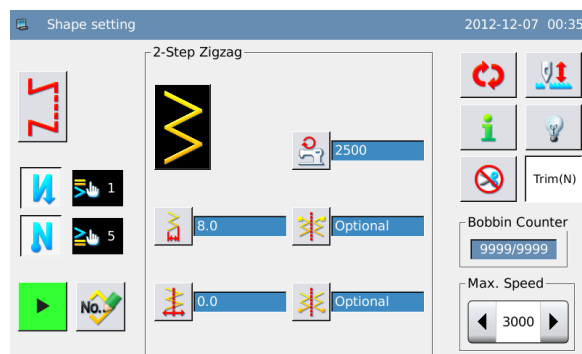 Shape setting
2012-12-07 00:35
2-Step Zigzag
2500
1
Trim(N)
8.0
Optional
Bobbin Counter
5
9999/9999
Max. Speed
No.
0.0
Optional
3000